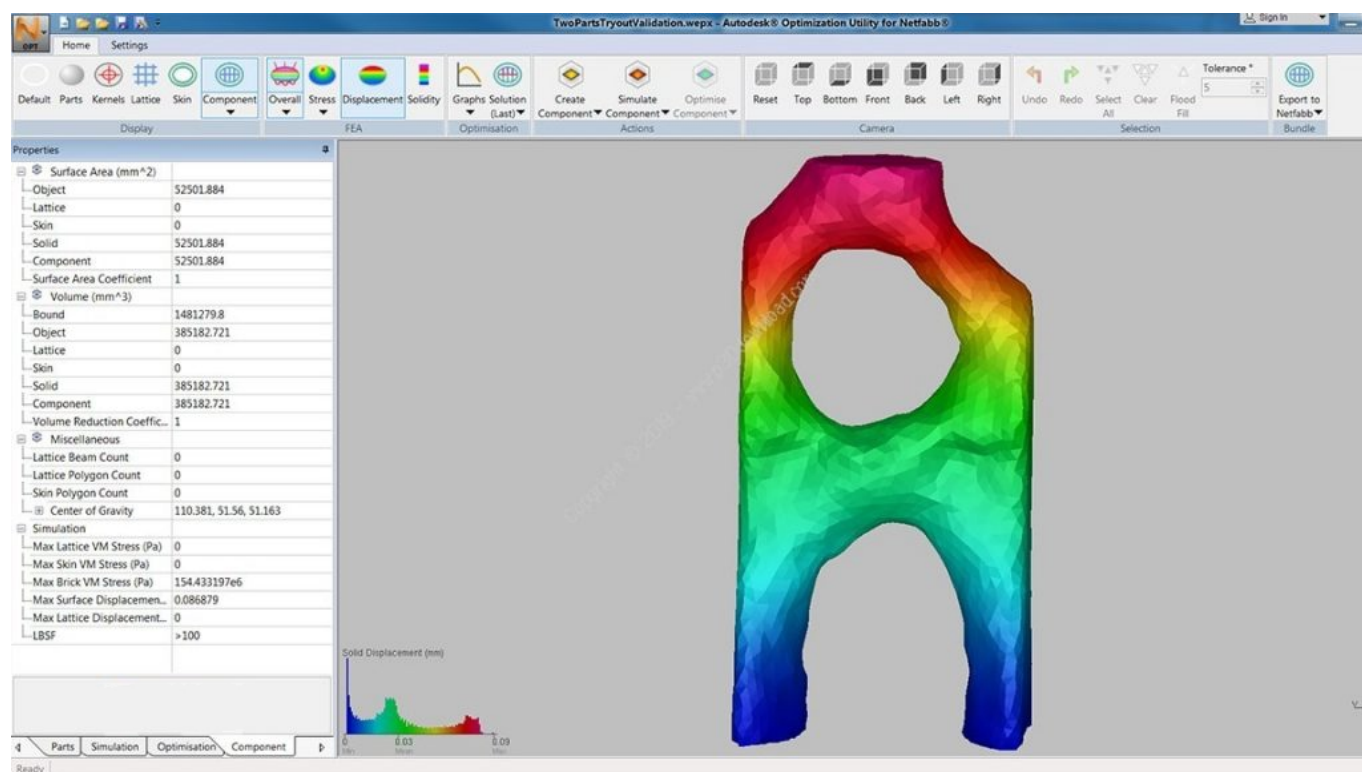 TwoPartsTryoutValidation.wepx - Autodesk® Optimization Utility for Netfabb®
Sign In
OPT
Home Settings
Default Parts Kernels Lattice Skin Component Overall Stress Displacement Solidity Graphs Solution (Last) Create Component Simulate Component Optimise Component Reset Top Bottom Front Back Left Right Undo Redo Select All Clear Flood Fill Tolerance * 5 Export to Netfabb
Display FEA Optimisation Actions Camera Selection Bundle
Properties
Surface Area (mm^2)
Object 52501.884
Lattice 0
Skin 0
Solid 52501.884
Component 52501.884
Surface Area Coefficient 1
Volume (mm^3)
Bound 1481279.8
Object 385182.721
Lattice 0
Skin 0
Solid 385182.721
Component 385182.721
Volume Reduction Coeffic... 1
Miscellaneous
Lattice Beam Count 0
Lattice Polygon Count 0
Skin Polygon Count 0
Center of Gravity 110.381, 51.56, 51.163
Simulation
Max Lattice VM Stress (Pa) 0
Max Skin VM Stress (Pa) 0
Max Brick VM Stress (Pa) 154.433197e6
Max Surface Displacemen... 0.086879
Max Lattice Displacement... 0
LBSF >100
Solid Displacement (mm)
0 0.03 0.09
Min Mean Max
Parts Simulation Optimisation Component
Ready